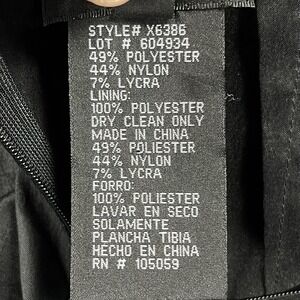 STYLE# X6386
LOT # 604934
49% POLYESTER
44% NYLON
7% LYCRA
LINING:
100% POLYESTER
DRY CLEAN ONLY
MADE IN CHINA
49% POLIESTER
44% NYLON
7% LYCRA
FORRO:
100% POLIESTER
LAVAR EN SECO
SOLAMENTE
PLANCHA TIBIA
HECHO EN CHINA
RN # 105059